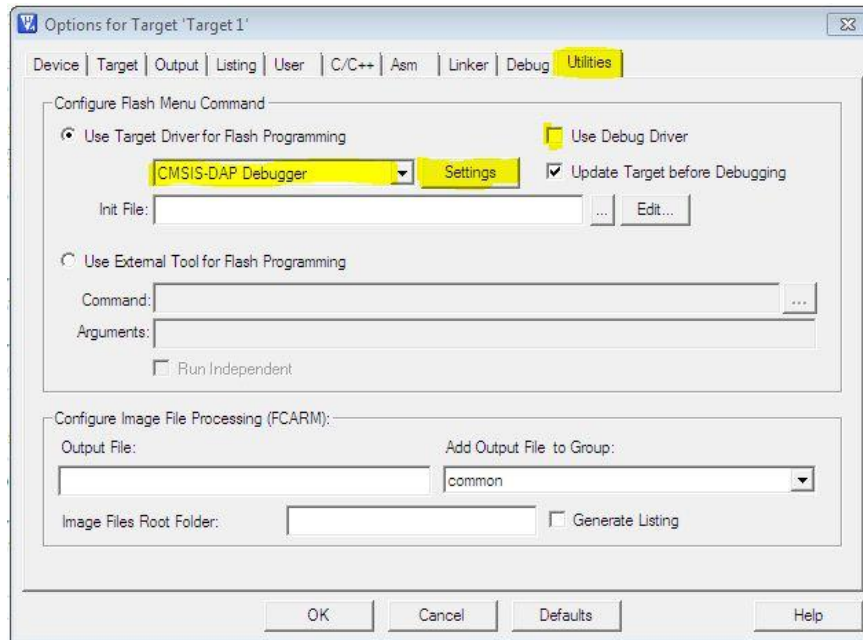 Options for Target 'Target 1'
Device Target Output Listing User C/C++ Asm Linker Debug Utilities
Configure Flash Menu Command
Use Target Driver for Flash Programming Use Debug Driver
CMSIS-DAP Debugger Settings Update Target before Debugging
Init File: ... Edit...
Use External Tool for Flash Programming
Command: ...
Arguments:
Run Independent
Configure Image File Processing (FCARM):
Output File: Add Output File to Group:
common
Image Files Root Folder: Generate Listing
OK Cancel Defaults Help